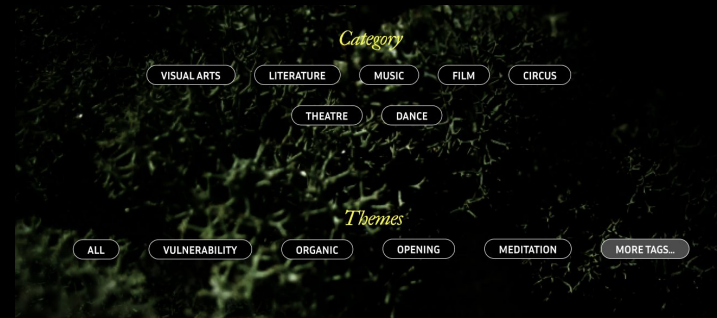 Category
VISUAL ARTS LITERATURE MUSIC FILM CIRCUS
THEATRE DANCE
Themes
ALL VULNERABILITY ORGANIC OPENING MEDITATION MORE TAGS...